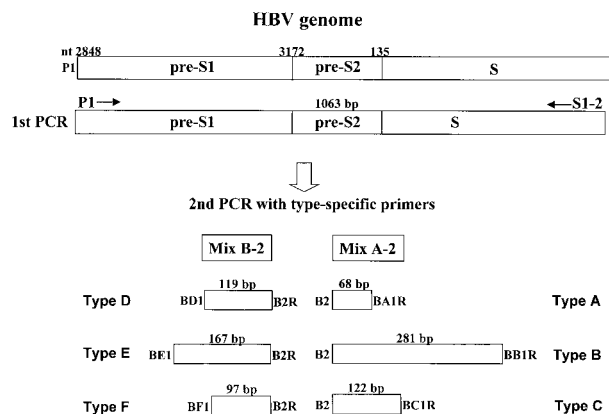 HBV genome
nt 2848 3172 135
P1 pre-S1 pre-S2 S
P1 1063 bp S1-2
1st PCR pre-S1 pre-S2 S
2nd PCR with type-specific primers
Mix B-2 Mix A-2
119 bp 68 bp
Type D BD1 B2R B2 BA1R Type A
167 bp 281 bp
Type E BE1 B2R B2 BB1R Type B
97 bp 122 bp
Type F BF1 B2R B2 BC1R Type C